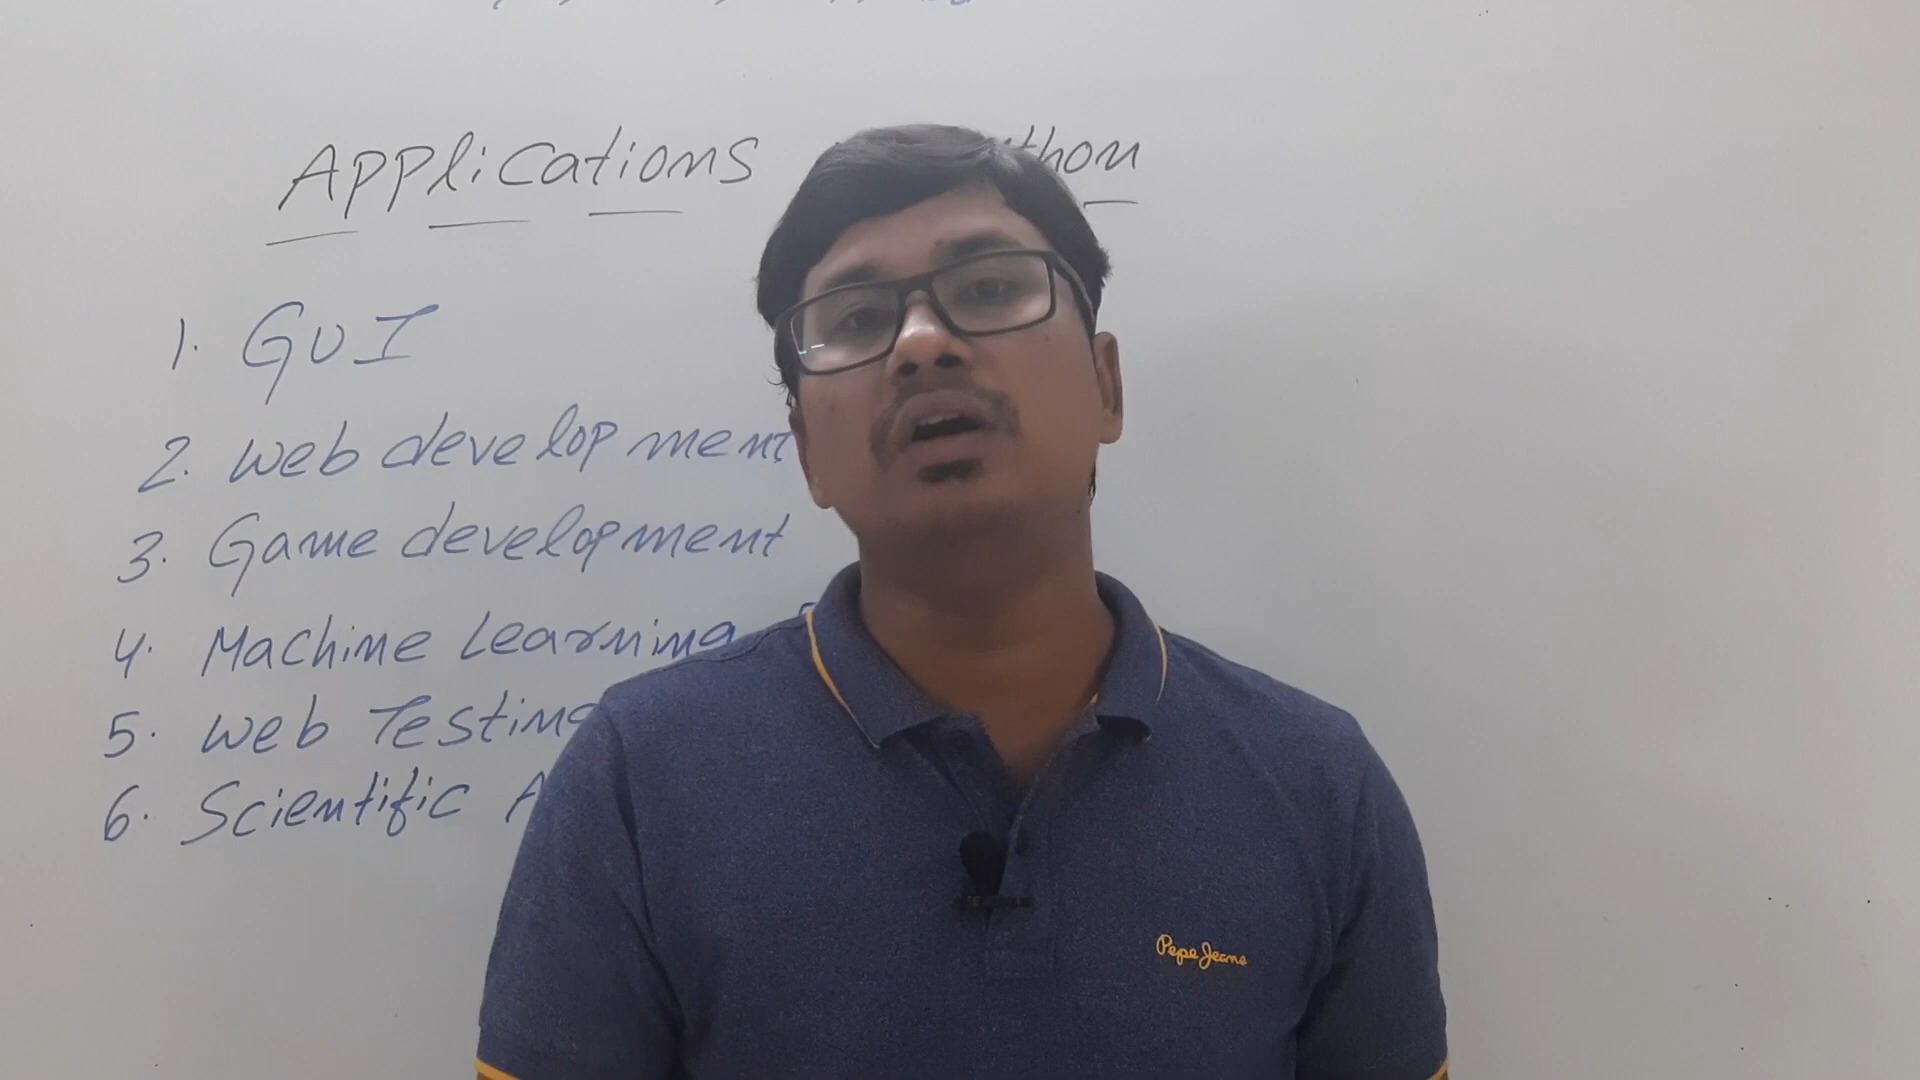 Applications thon
1. GUI
2. Web development
3. Game development
4. Machine Learning
5. Web Testing
6. Scientific A
Pepe Jeans